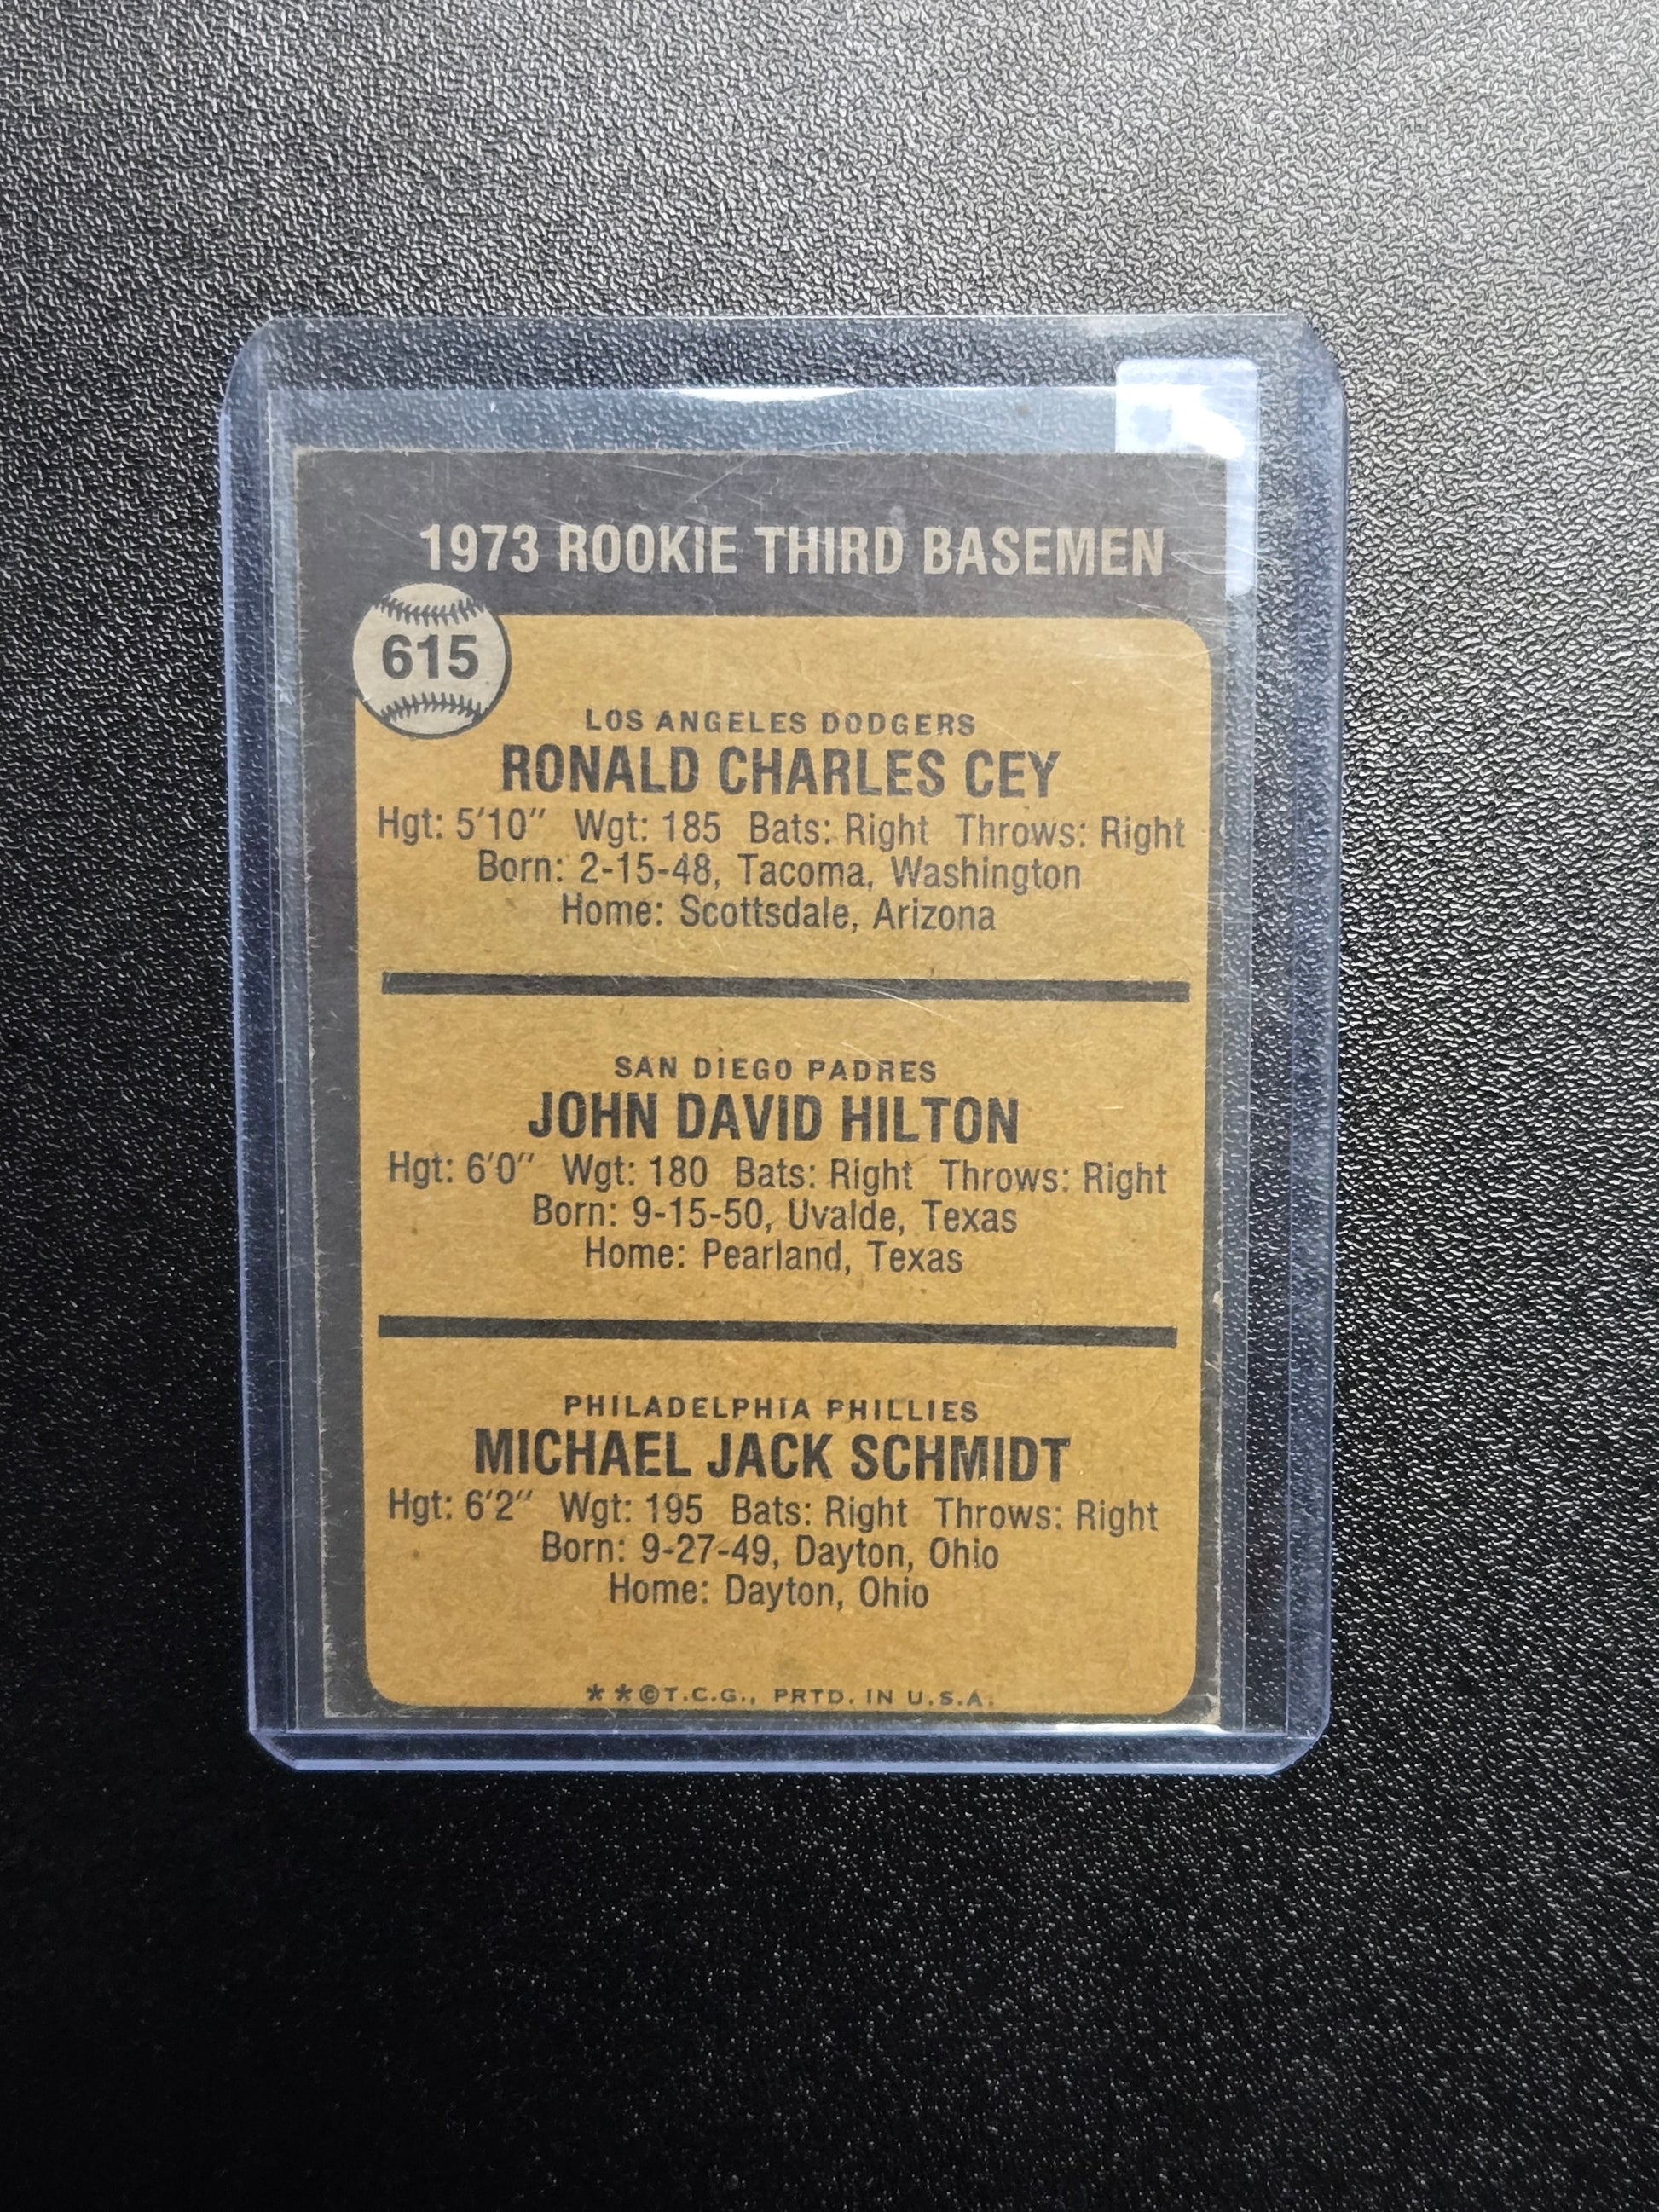 1973 ROOKIE THIRD BASEMEN
615
LOS ANGELES DODGERS
RONALD CHARLES CEY
Hgt: 5'10" Wgt: 185 Bats: Right Throws: Right
Born: 2-15-48, Tacoma, Washington
Home: Scottsdale, Arizona
SAN DIEGO PADRES
JOHN DAVID HILTON
Hgt: 6'0" Wgt: 180 Bats: Right Throws: Right
Born: 9-15-50, Uvalde, Texas
Home: Pearland, Texas
PHILADELPHIA PHILLIES
MICHAEL JACK SCHMIDT
Hgt: 6'2" Wgt: 195 Bats: Right Throws: Right
Born: 9-27-49, Dayton, Ohio
Home: Dayton, Ohio
**©T.C.G., PRTD. IN U.S.A.